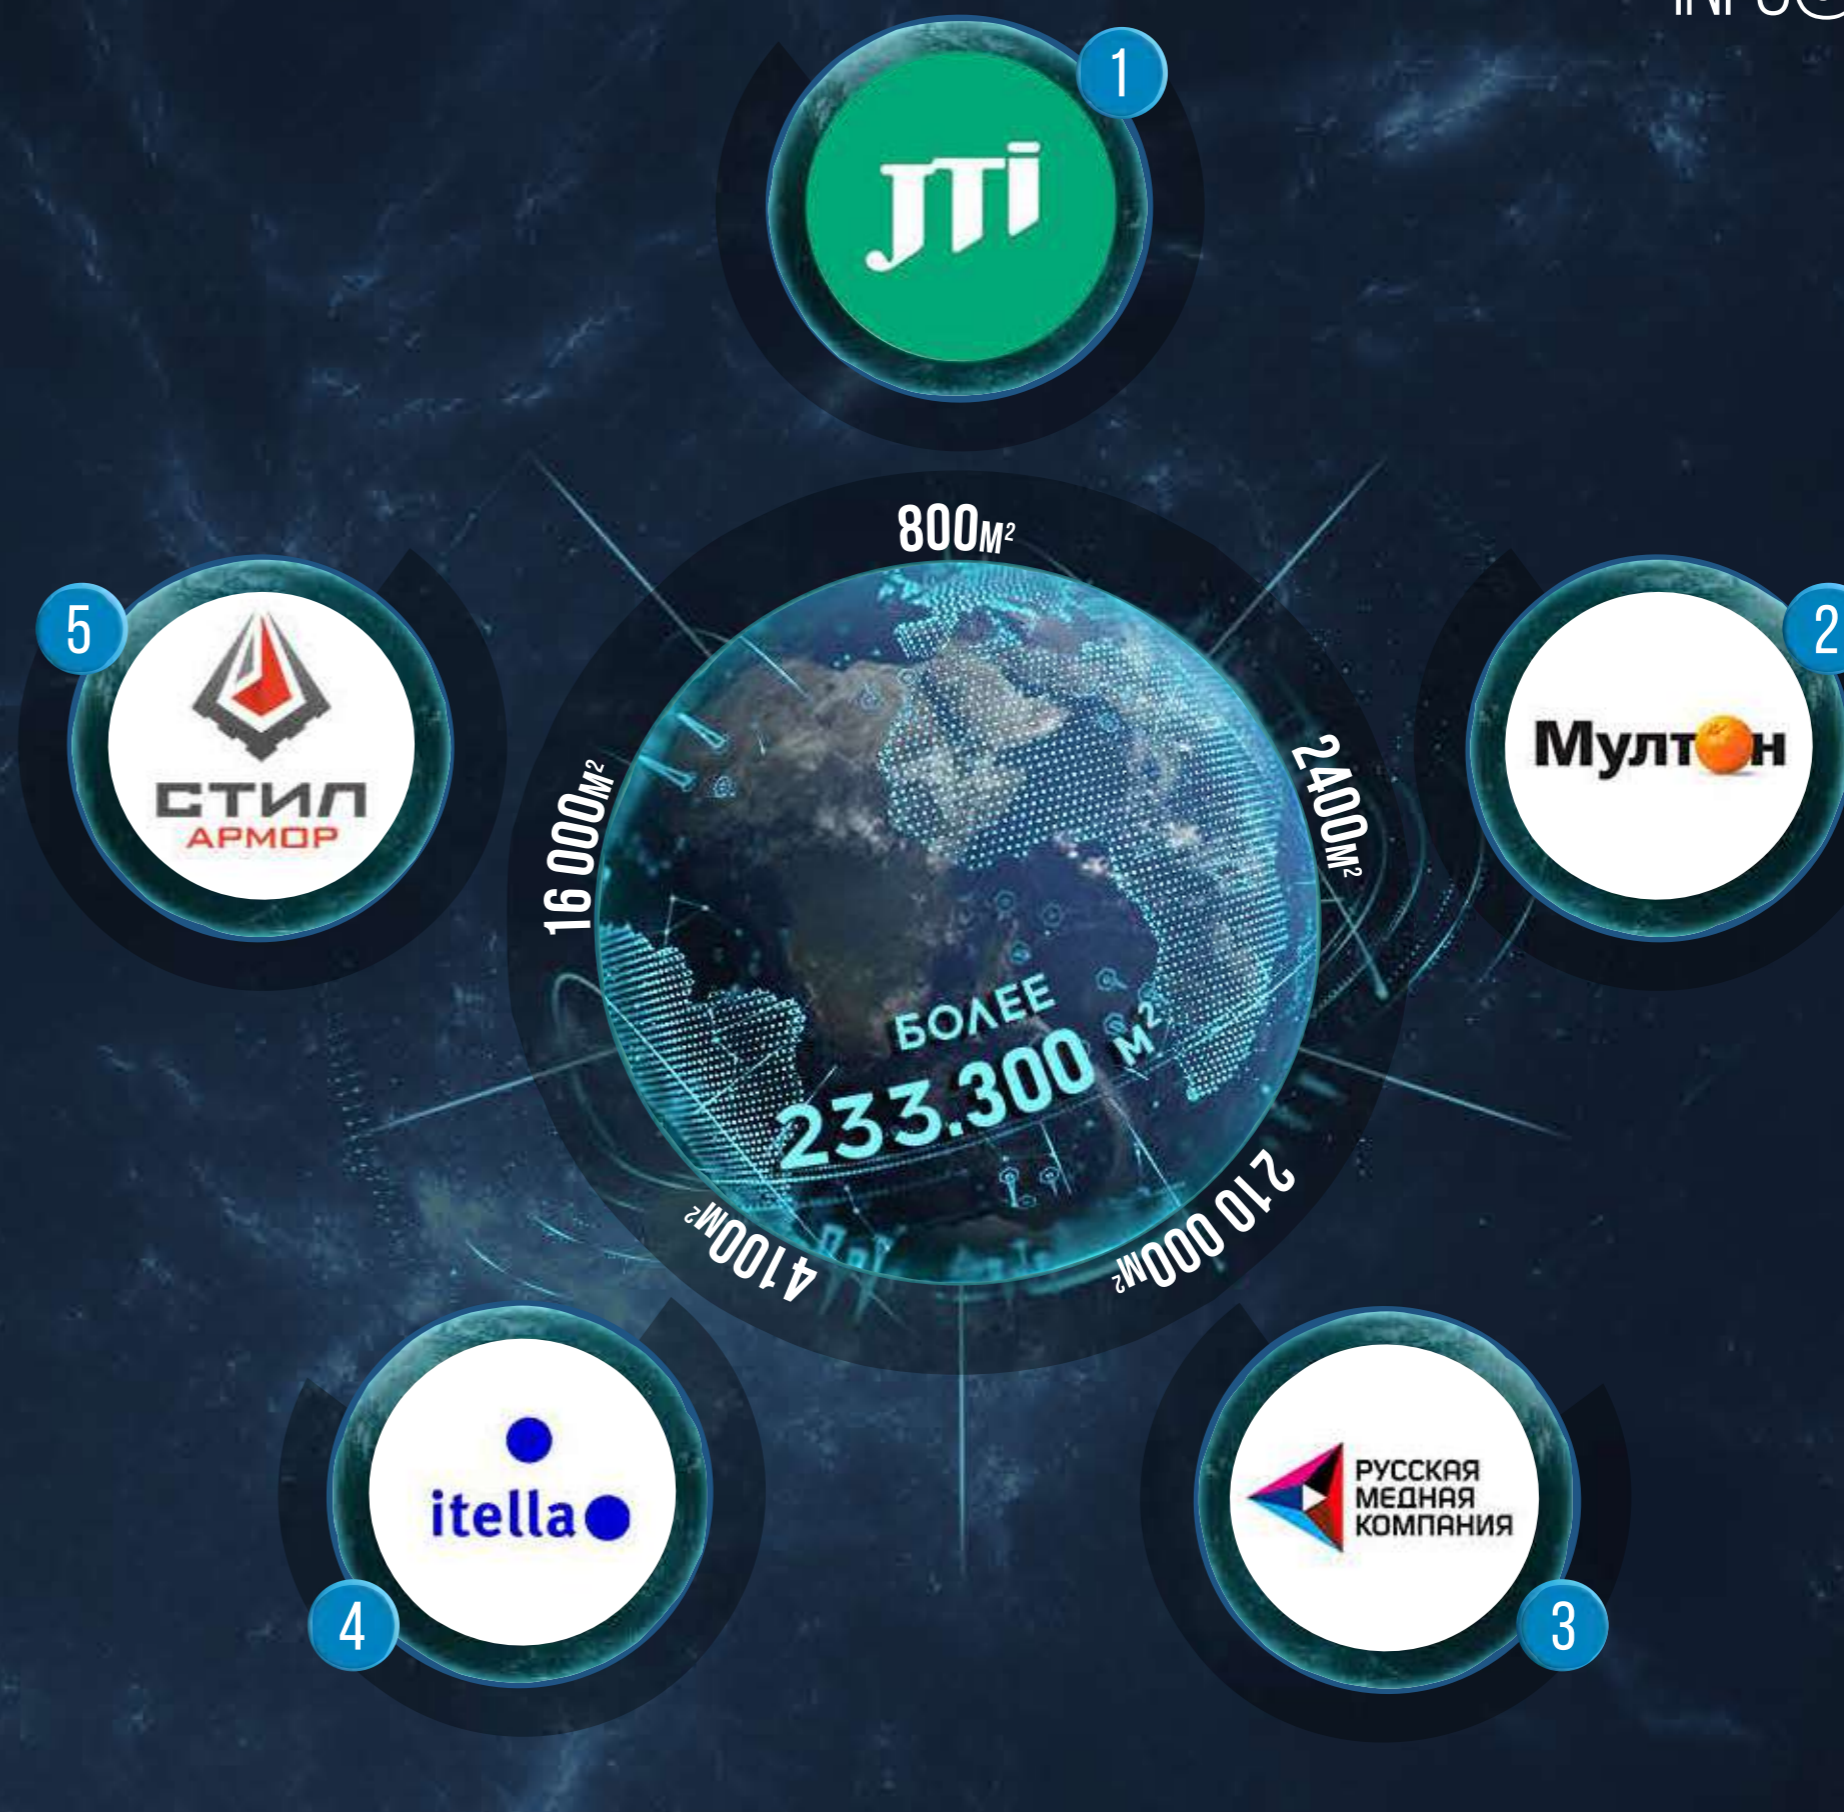 1
JTI
800м²
5
СТИЛ
АРМОР
2
Мултон
16 000м²
2400м²
БОЛЕЕ
233.300 м²
4100м²
210 000м²
itella
4
РУССКАЯ
МЕДНАЯ
КОМПАНИЯ
3